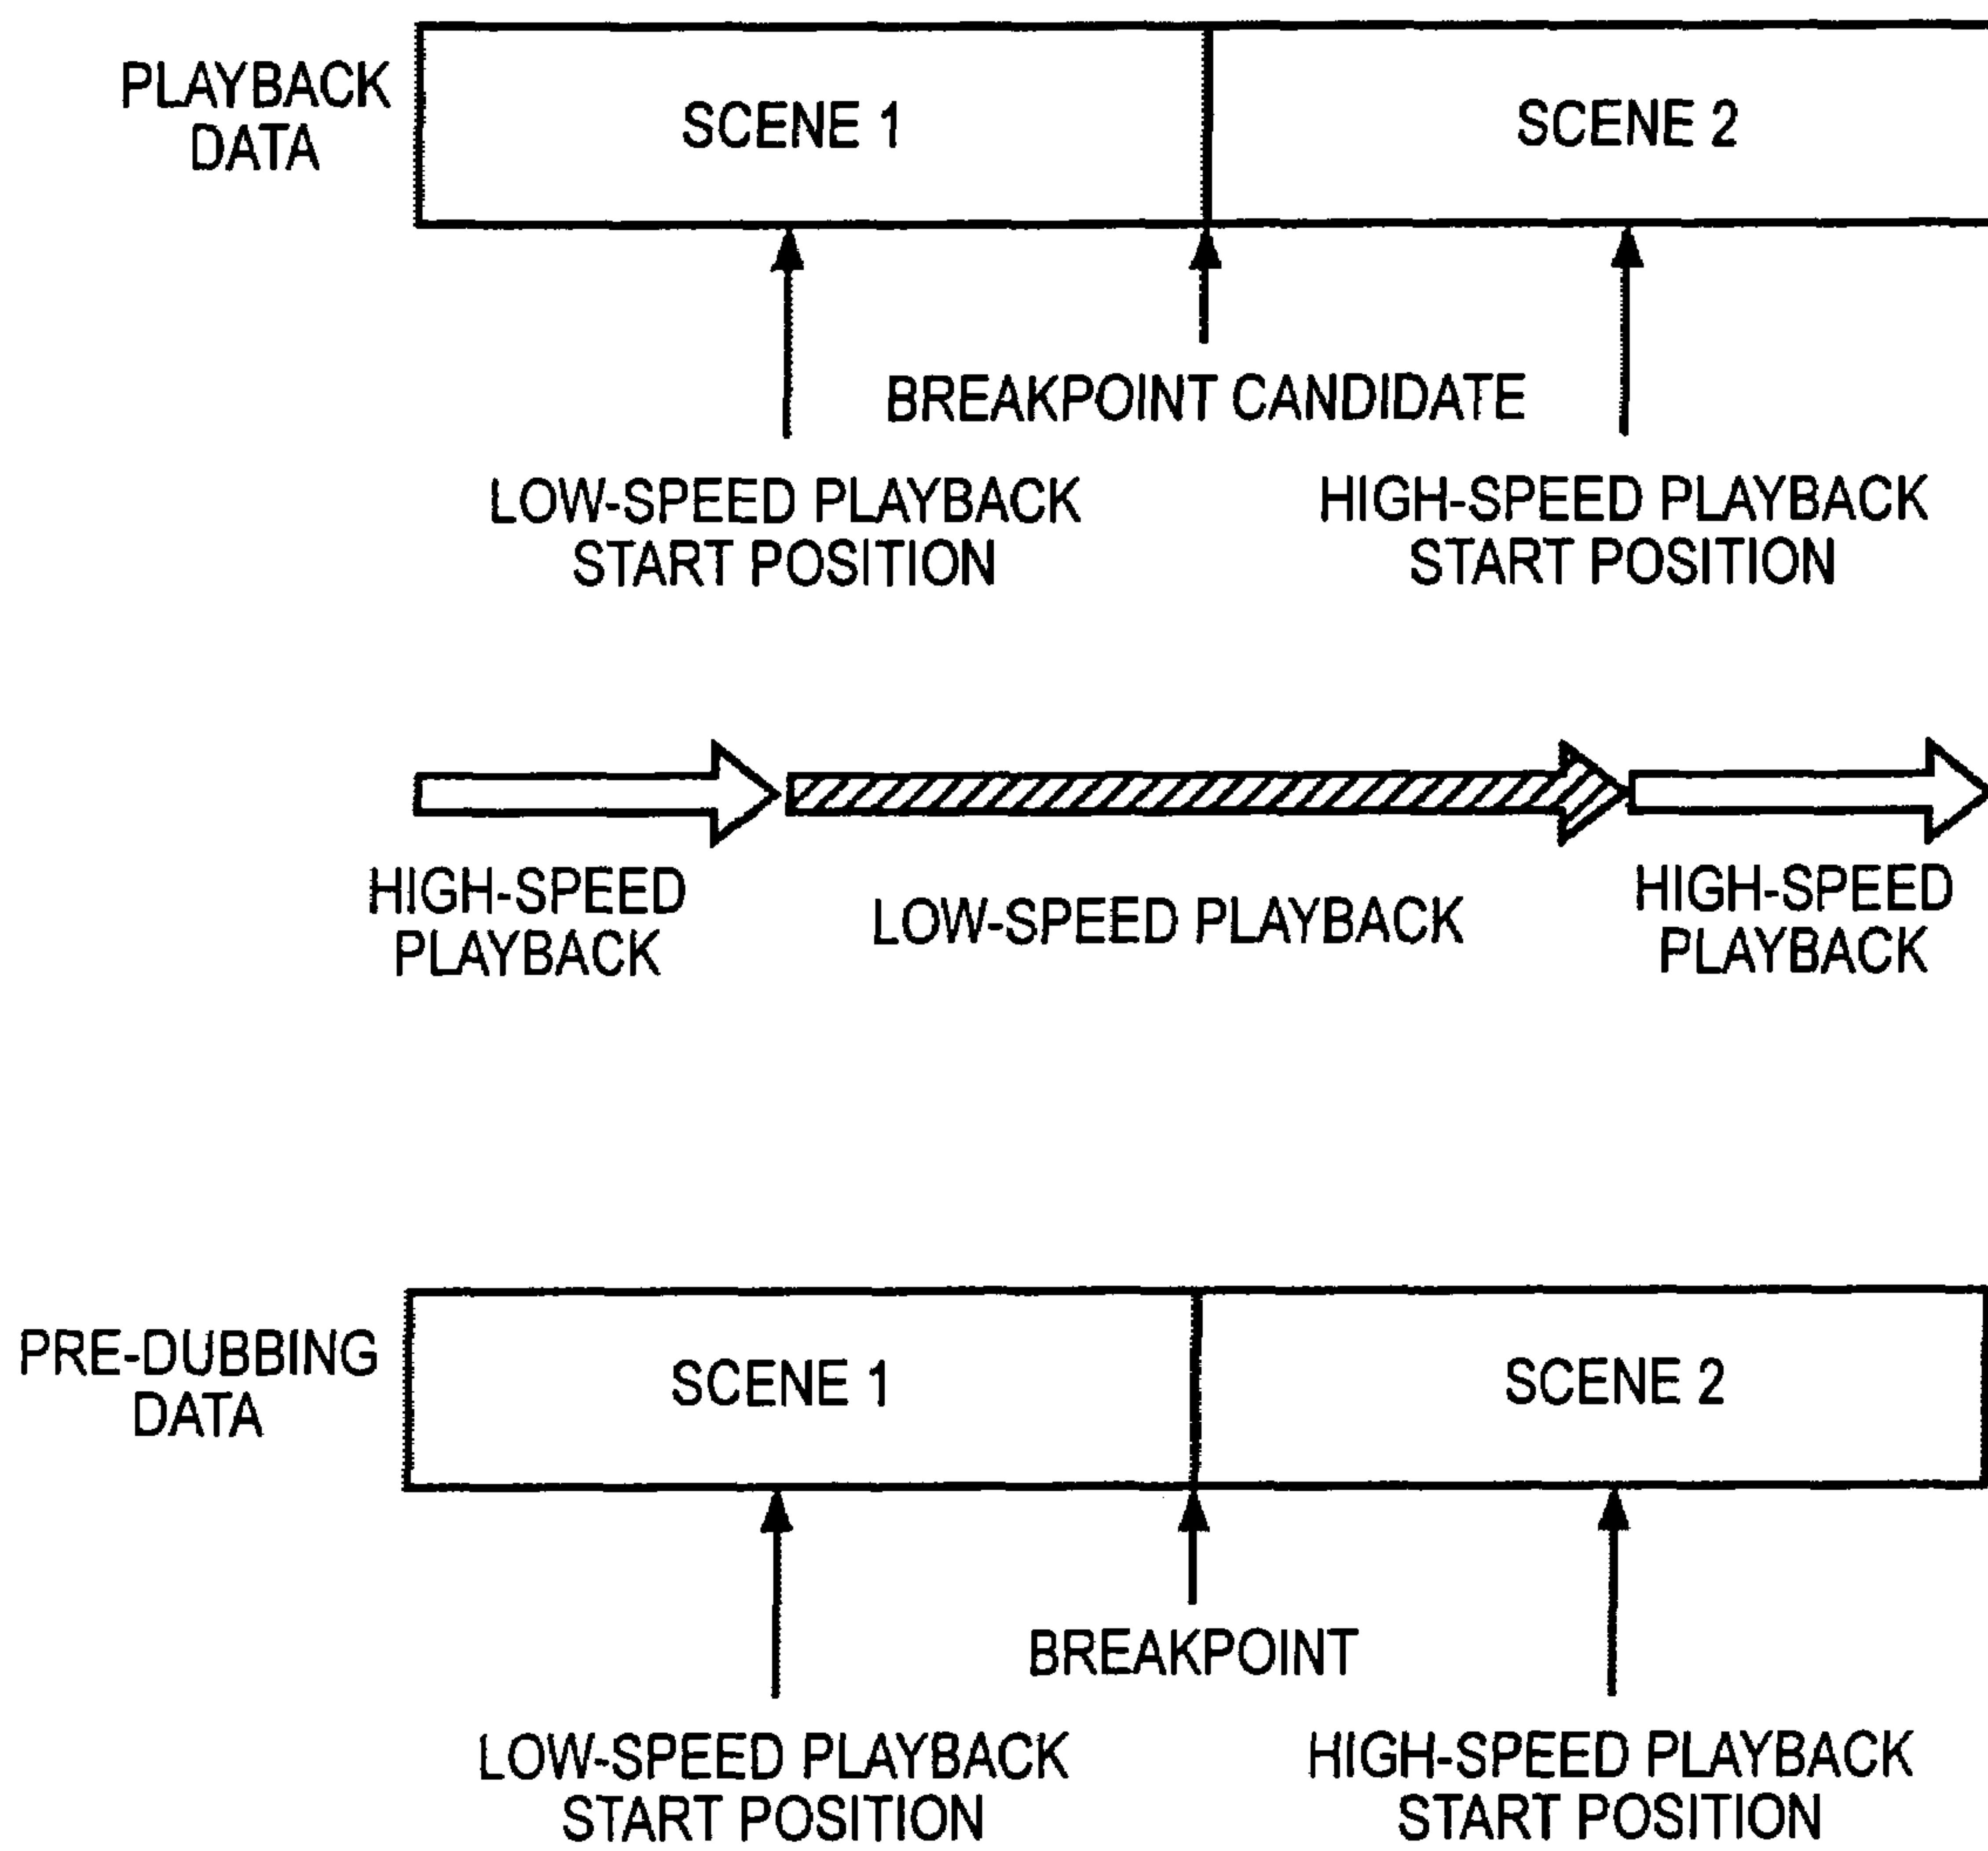 PLAYBACK
DATA
SCENE 1
SCENE 2
BREAKPOINT CANDIDATE
LOW-SPEED PLAYBACK
START POSITION
HIGH-SPEED PLAYBACK
START POSITION
HIGH-SPEED
PLAYBACK
LOW-SPEED PLAYBACK
HIGH-SPEED
PLAYBACK
PRE-DUBBING
DATA
SCENE 1
SCENE 2
BREAKPOINT
LOW-SPEED PLAYBACK
START POSITION
HIGH-SPEED PLAYBACK
START POSITION